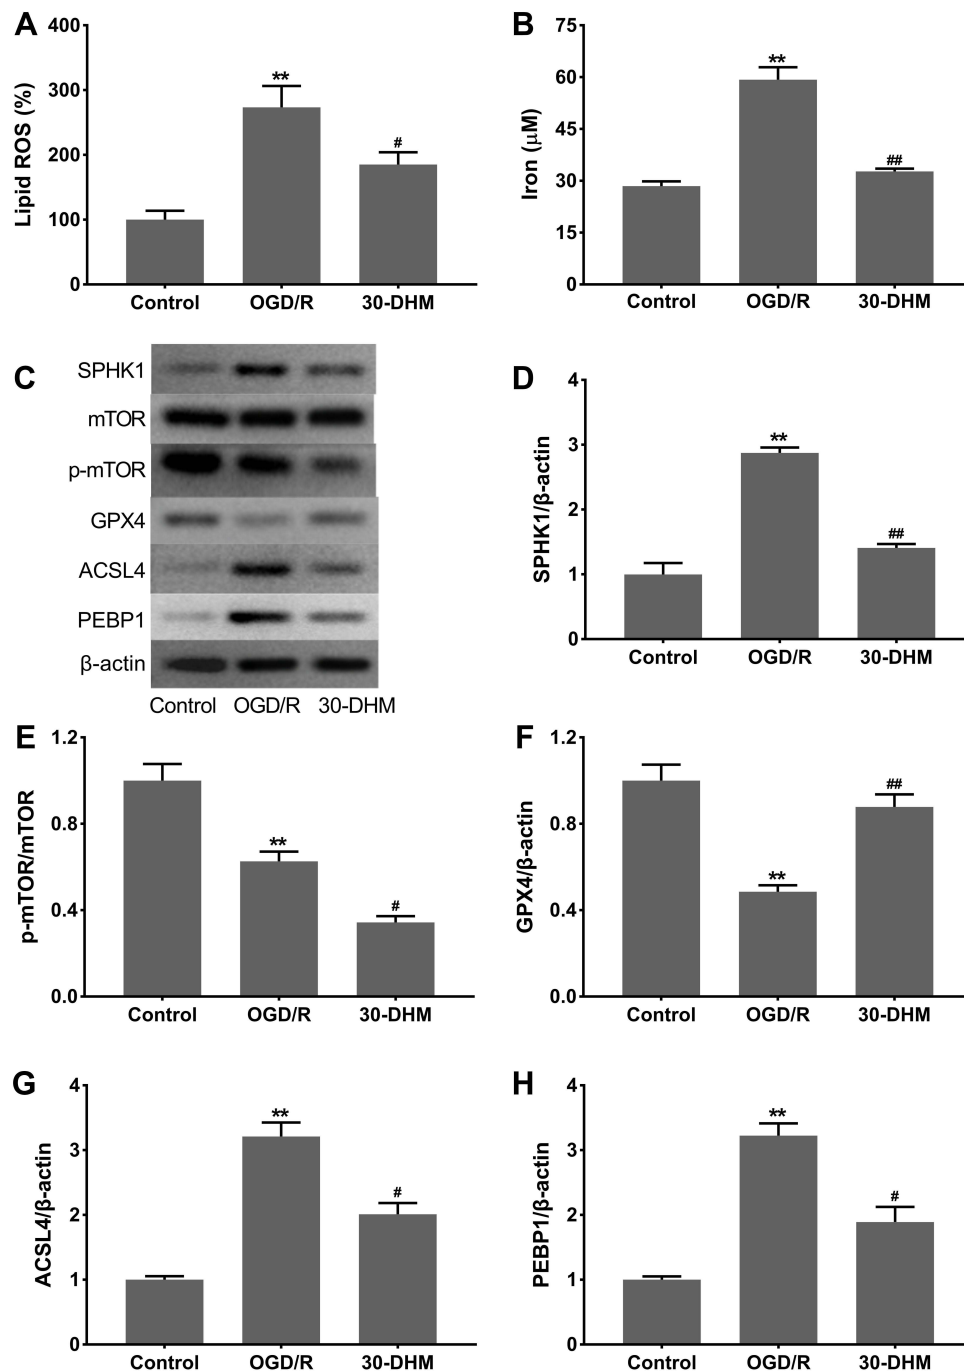 A
Lipid ROS (%)
400
300
200
100
0
**
#
Control OGD/R 30-DHM
B
Iron (μM)
75
60
45
30
15
0
**
##
Control OGD/R 30-DHM
C
SPHK1
mTOR
p-mTOR
GPX4
ACSL4
PEBP1
β-actin
Control OGD/R 30-DHM
D
SPHK1/β-actin
4
3
2
1
0
**
##
Control OGD/R 30-DHM
E
p-mTOR/mTOR
1.2
0.8
0.4
0.0
**
#
Control OGD/R 30-DHM
F
GPX4/β-actin
1.2
0.8
0.4
0.0
**
##
Control OGD/R 30-DHM
G
ACSL4/β-actin
4
3
2
1
0
**
#
Control OGD/R 30-DHM
H
PEBP1/β-actin
4
3
2
1
0
**
#
Control OGD/R 30-DHM